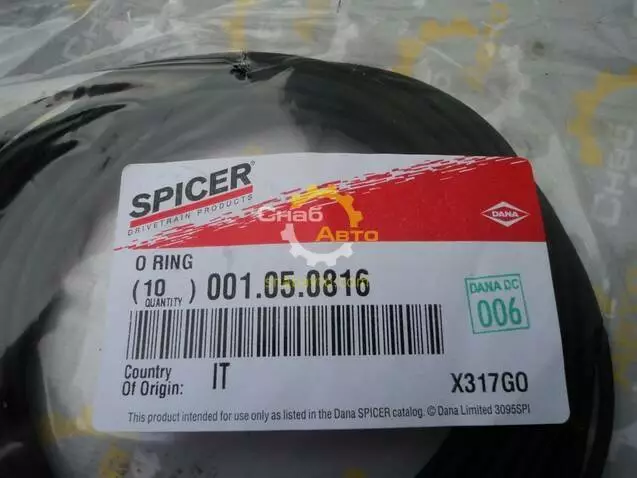 SPICER®
DRIVETRAIN PRODUCTS
DANA
Снаб
Авто
O RING
(10 QUANTITY) 001.05.0816
DANA DC
006
Country
Of Origin: IT
X317GO
This product intended for use only as listed in the Dana SPICER catalog. © Dana Limited 3095SPI